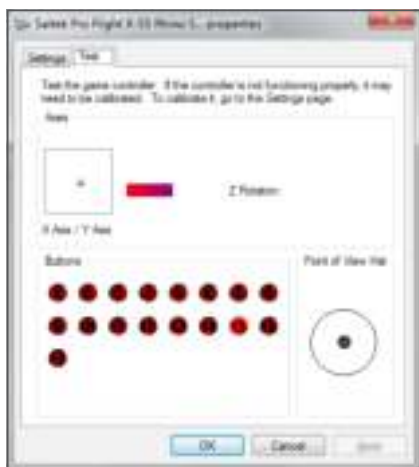 Saitek Pro Flight X-55 Rhino S... properties
Settings Test
Test the game controller. If the controller is not functioning properly, it may
need to be calibrated. To calibrate it, go to the Settings page.
Axes
Z Rotation
X Axis / Y Axis
Buttons
Point of View Hat
OK Cancel Apply